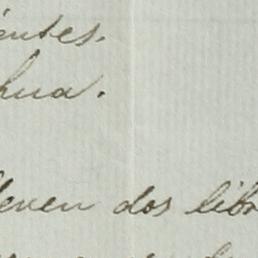 entes.
hua.
leven dos libr